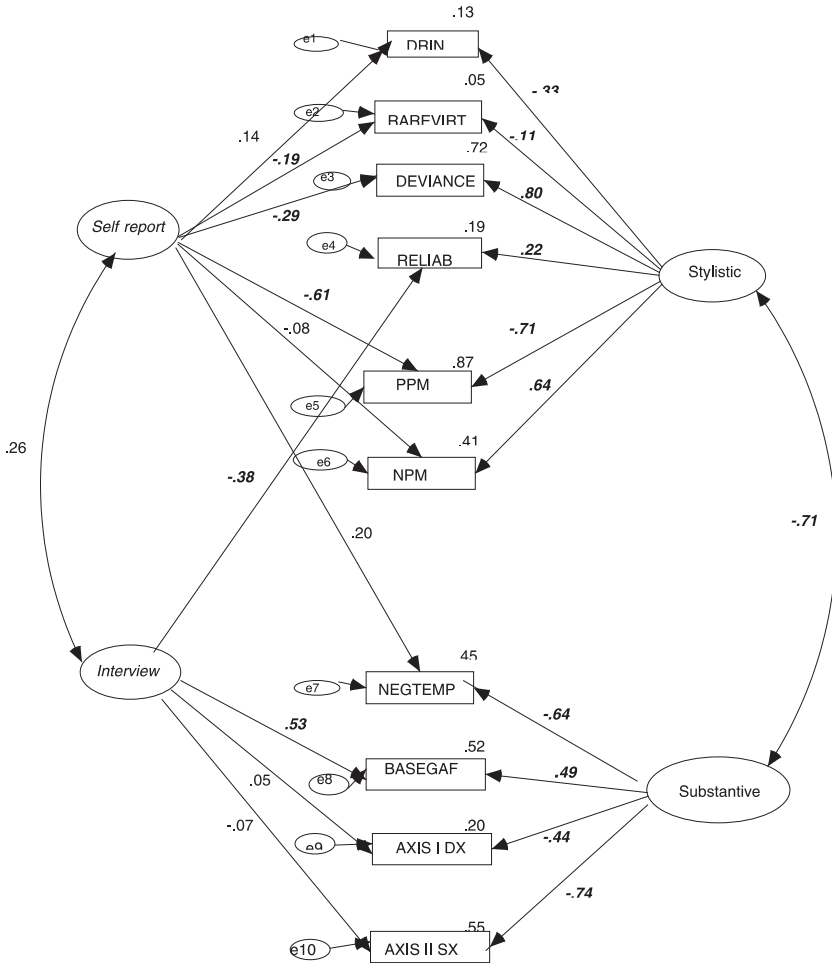 .13
e1
DRIN
.05
-.33
e2
RAREVIRT
.14
-.11
.72
-.19
e3
DEVIANCE
.80
-.29
Self report
.19
e4
RELIAB
.22
Stylistic
-.61
-.08
-.71
.87
PPM
e5
.64
.41
.26
e6
NPM
-.38
-.71
.20
.45
Interview
e7
NEGTEMP
-.64
.53
.52
BASEGAF
e8
.49
Substantive
.05
.20
-.07
e9
AXIS I DX
-.44
-.74
.55
e10
AXIS II SX